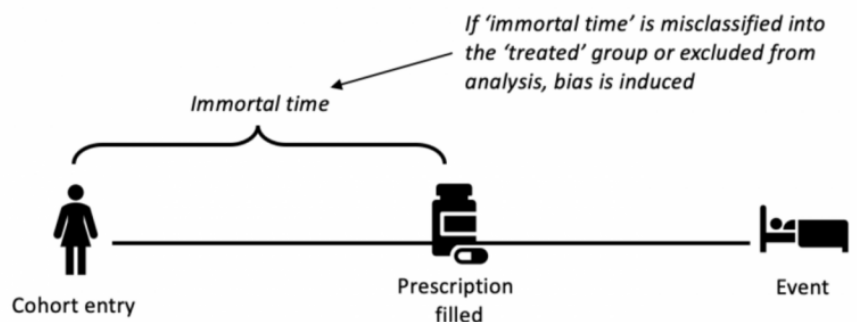 If ‘immortal time’ is misclassified into
the ‘treated’ group or excluded from
analysis, bias is induced
Immortal time
Cohort entry
Prescription
filled
Event